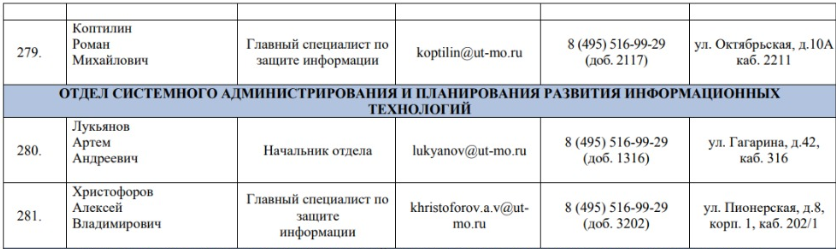 279.
Коптилин
Роман
Михайлович
Главный специалист по
защите информации
koptilin@ut-mo.ru
8 (495) 516-99-29
(доб. 2117)
ул. Октябрьская, д.10А
каб. 2211
ОТДЕЛ СИСТЕМНОГО АДМИНИСТРИРОВАНИЯ И ПЛАНИРОВАНИЯ РАЗВИТИЯ ИНФОРМАЦИОННЫХ
ТЕХНОЛОГИЙ
280.
Лукьянов
Артем
Андреевич
Начальник отдела
lukyanov@ut-mo.ru
8 (495) 516-99-29
(доб. 1316)
ул. Гагарина, д.42,
каб. 316
281.
Христофоров
Алексей
Владимирович
Главный специалист по
защите
информации
khristoforov.a.v@ut-
mo.ru
8 (495) 516-99-29
(доб. 3202)
ул. Пионерская, д.8,
корп. 1, каб. 202/1